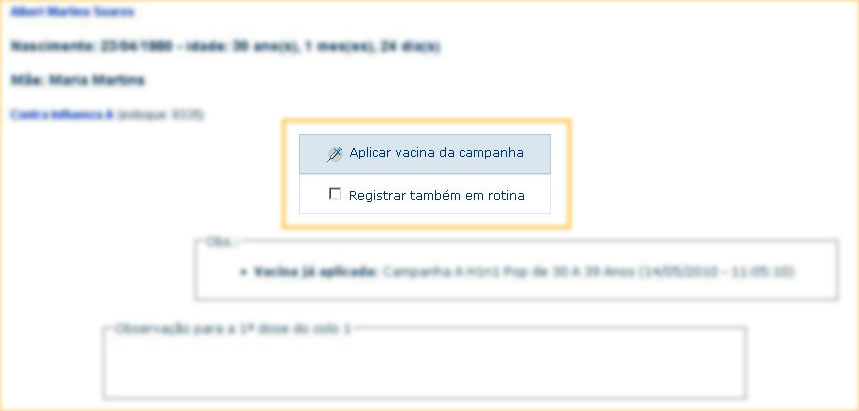 Albert Martins Soares
Nascimento: 23/04/1980 - idade: 30 ano(s), 1 mes(es), 24 dia(s)
Mãe: Maria Martins
Contra Influenza A (estoque: 9335)
Aplicar vacina da campanha
Registrar também em rotina
Obs.:
Vacina já aplicada: Campanha A H1n1 Pop de 30 A 39 Anos (14/05/2010 - 11:05:10)
Observação para a 1ª dose do ciclo 1